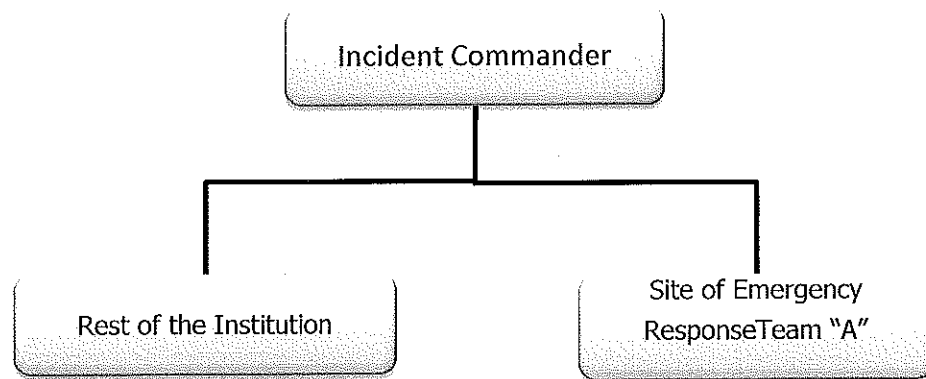 Incident Commander
Rest of the Institution
Site of Emergency
ResponseTeam "A"